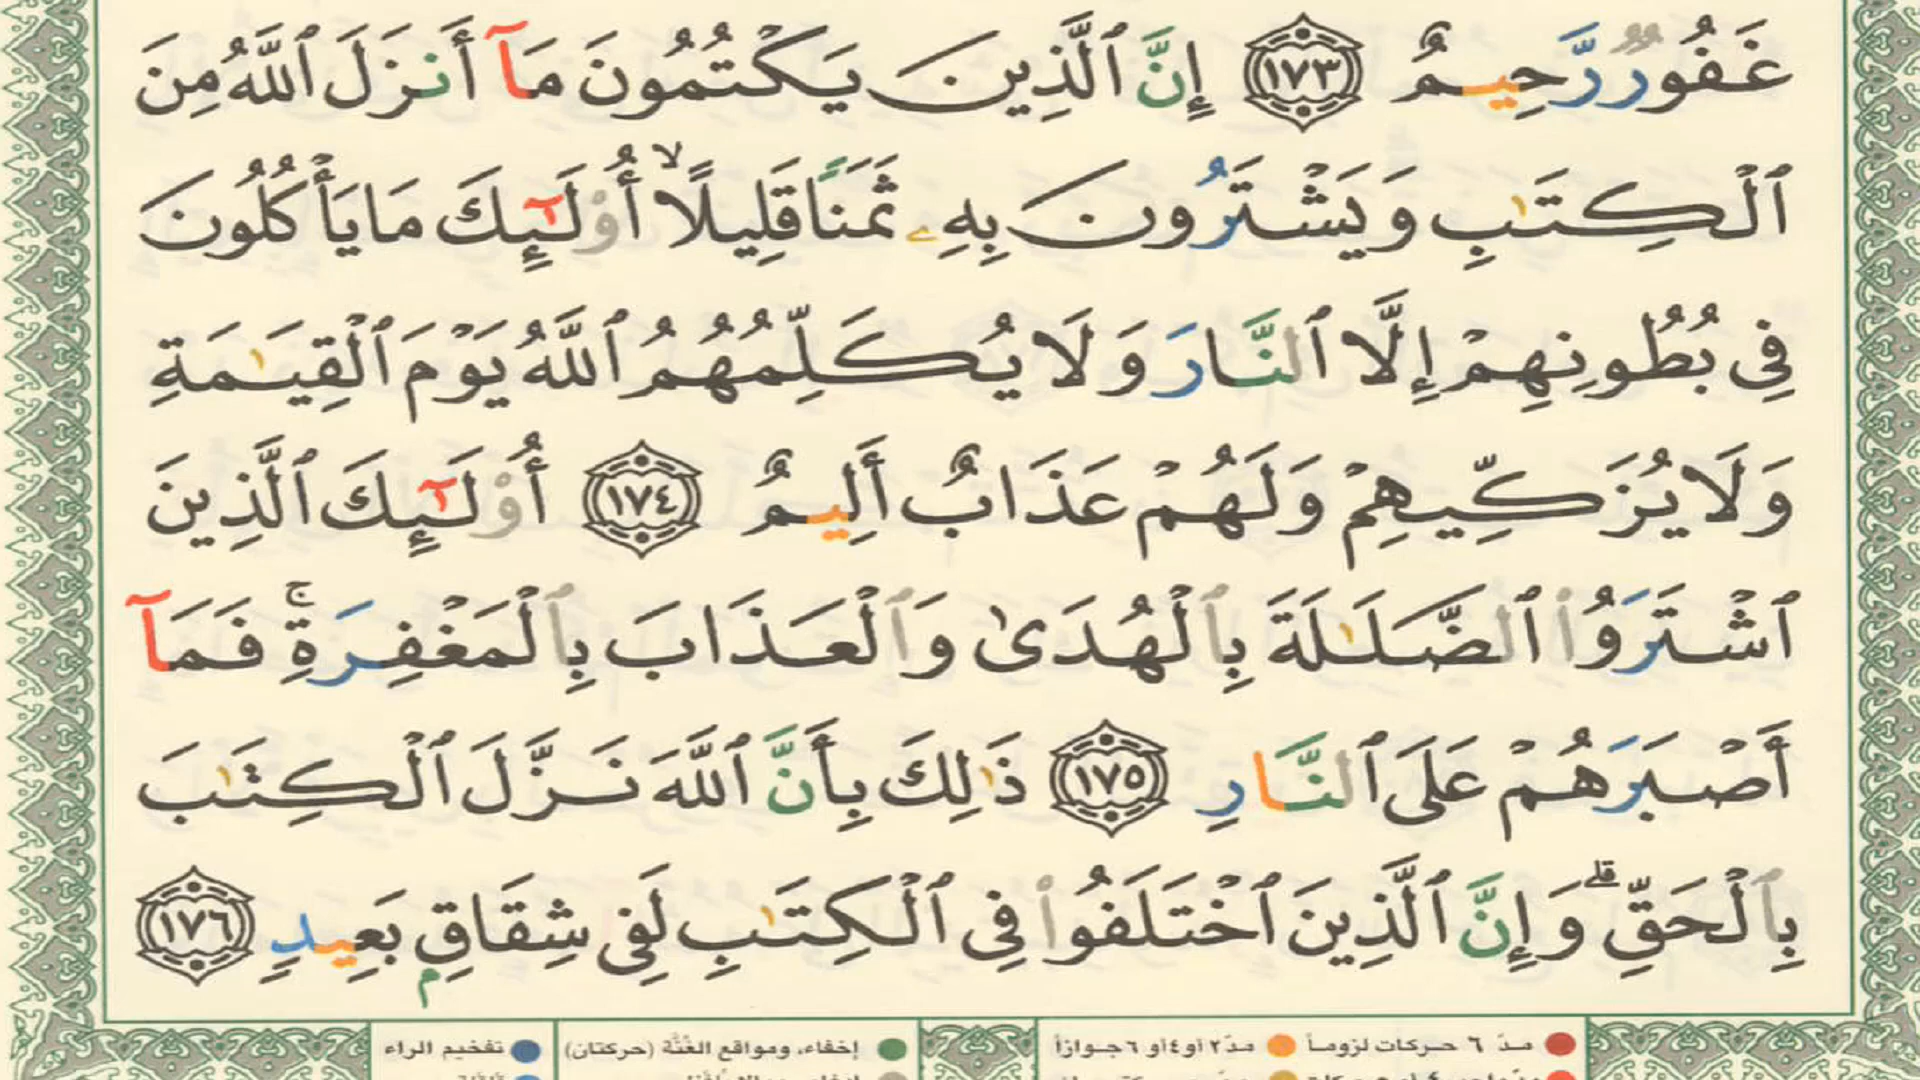 غَفُورٌ رَّحِيمٌ ١٧٣ إِنَّ ٱلَّذِينَ يَكْتُمُونَ مَآ أَنزَلَ ٱللَّهُ مِنَ
ٱلْكِتَٰبِ وَيَشْتَرُونَ بِهِۦ ثَمَنًا قَلِيلًا ۙ أُو۟لَٰٓئِكَ مَا يَأْكُلُونَ
فِى بُطُونِهِمْ إِلَّا ٱلنَّارَ وَلَا يُكَلِّمُهُمُ ٱللَّهُ يَوْمَ ٱلْقِيَٰمَةِ
وَلَا يُزَكِّيهِمْ وَلَهُمْ عَذَابٌ أَلِيمٌ ١٧٤ أُو۟لَٰٓئِكَ ٱلَّذِينَ
ٱشْتَرَوُا۟ ٱلضَّلَٰلَةَ بِٱلْهُدَىٰ وَٱلْعَذَابَ بِٱلْمَغْفِرَةِ ۚ فَمَآ
أَصْبَرَهُمْ عَلَى ٱلنَّارِ ١٧٥ ذَٰلِكَ بِأَنَّ ٱللَّهَ نَزَّلَ ٱلْكِتَٰبَ
بِٱلْحَقِّ ۗ وَإِنَّ ٱلَّذِينَ ٱخْتَلَفُوا۟ فِى ٱلْكِتَٰبِ لَفِى شِقَاقِۭ بَعِيدٍ ١٧٦
مدّ ٦ حركات لزوماً مدّ٢ أو٤ أو ٦ جوازاً إخفاء، ومواقع الغُنَّة (حركتان) تفخيم الراء